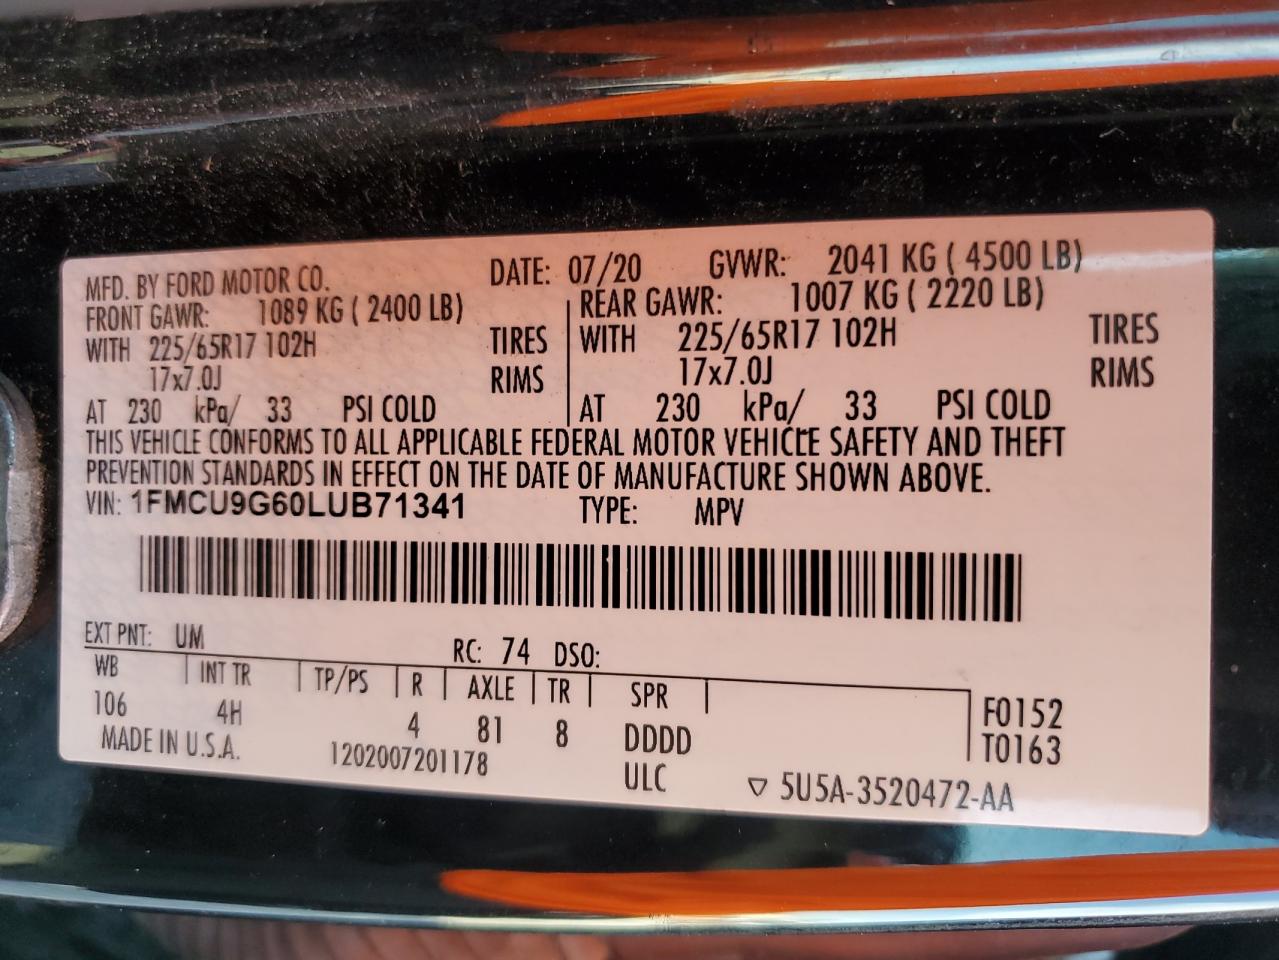 MFD. BY FORD MOTOR CO. DATE: 07/20 GVWR: 2041 KG ( 4500 LB)
FRONT GAWR: 1089 KG ( 2400 LB) REAR GAWR: 1007 KG ( 2220 LB)
WITH 225/65R17 102H TIRES WITH 225/65R17 102H TIRES
17x7.0J RIMS 17x7.0J RIMS
AT 230 kPa/ 33 PSI COLD AT 230 kPa/ 33 PSI COLD
THIS VEHICLE CONFORMS TO ALL APPLICABLE FEDERAL MOTOR VEHICLE SAFETY AND THEFT
PREVENTION STANDARDS IN EFFECT ON THE DATE OF MANUFACTURE SHOWN ABOVE.
VIN: 1FMCU9G60LUB71341 TYPE: MPV
EXT PNT: UM RC: 74 DSO:
WB INT TR TP/PS R AXLE TR SPR
106 4H 4 81 8 DDDD F0152
T0163
MADE IN U.S.A. 1202007201178 ULC ▽ 5U5A-3520472-AA